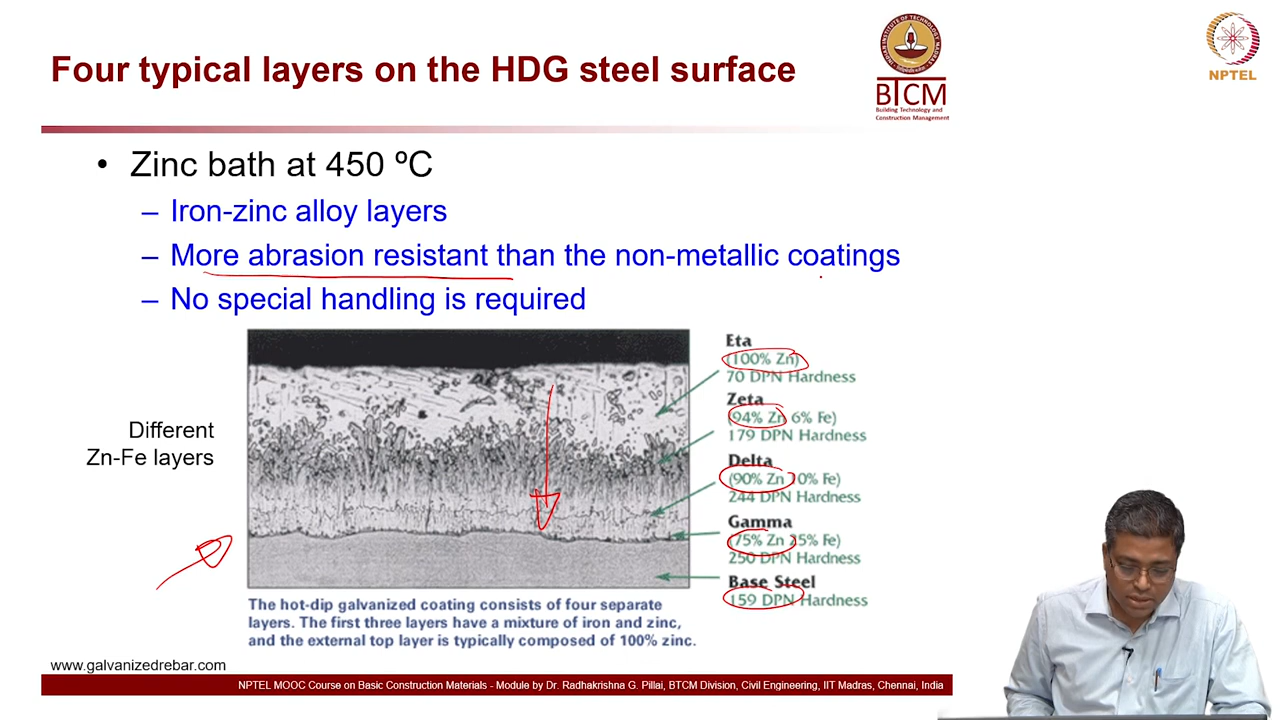 Four typical layers on the HDG steel surface
INDIAN INSTITUTE OF TECHNOLOGY MADRAS
BTCM
Building Technology and
Construction Management
NPTEL
• Zinc bath at 450 ºC
– Iron-zinc alloy layers
– More abrasion resistant than the non-metallic coatings
– No special handling is required
Different
Zn-Fe layers
Eta
(100% Zn)
70 DPN Hardness
Zeta
(94% Zn 6% Fe)
179 DPN Hardness
Delta
(90% Zn 10% Fe)
244 DPN Hardness
Gamma
(75% Zn 25% Fe)
250 DPN Hardness
Base Steel
159 DPN Hardness
The hot-dip galvanized coating consists of four separate
layers. The first three layers have a mixture of iron and zinc,
and the external top layer is typically composed of 100% zinc.
www.galvanizedrebar.com
NPTEL MOOC Course on Basic Construction Materials - Module by Dr. Radhakrishna G. Pillai, BTCM Division, Civil Engineering, IIT Madras, Chennai, India